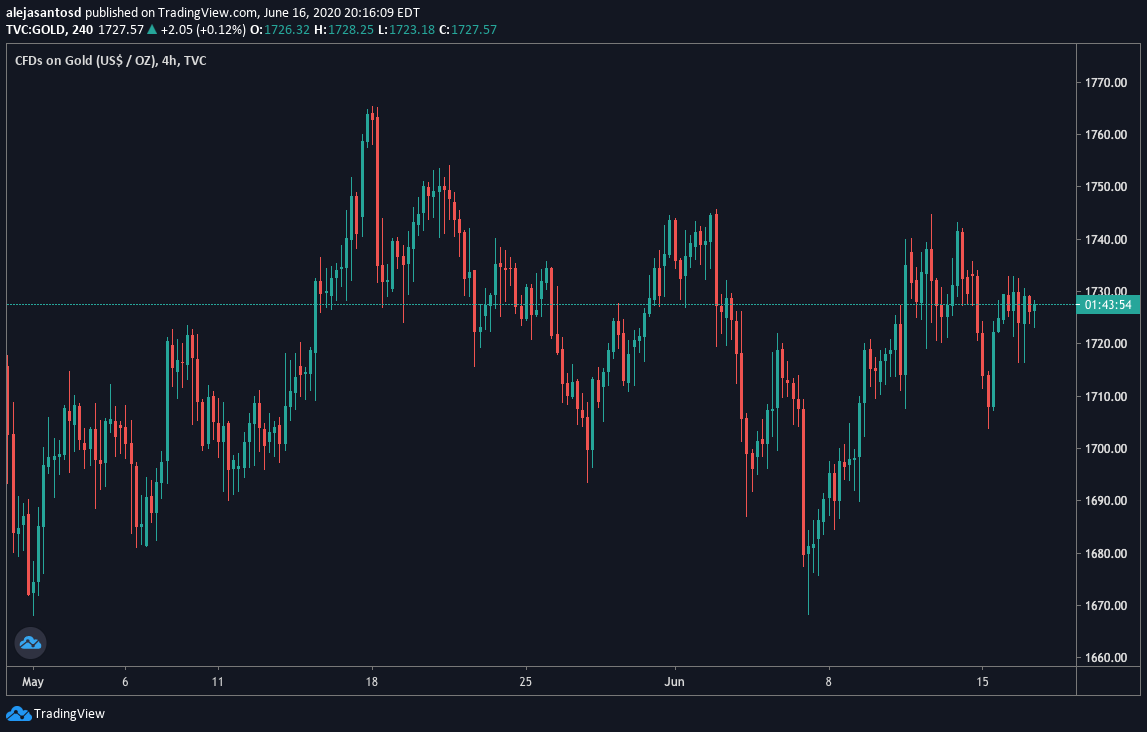 alejasantosd published on TradingView.com, June 16, 2020 20:16:09 EDT
TVC:GOLD, 240 1727.57 ▲ +2.05 (+0.12%) O:1726.32 H:1728.25 L:1723.18 C:1727.57
CFDs on Gold (US$ / OZ), 4h, TVC
1770.00
1760.00
1750.00
1740.00
1730.00
01:43:54
1720.00
1710.00
1700.00
1690.00
1680.00
1670.00
1660.00
May 6 11 18 25 Jun 8 15
TradingView